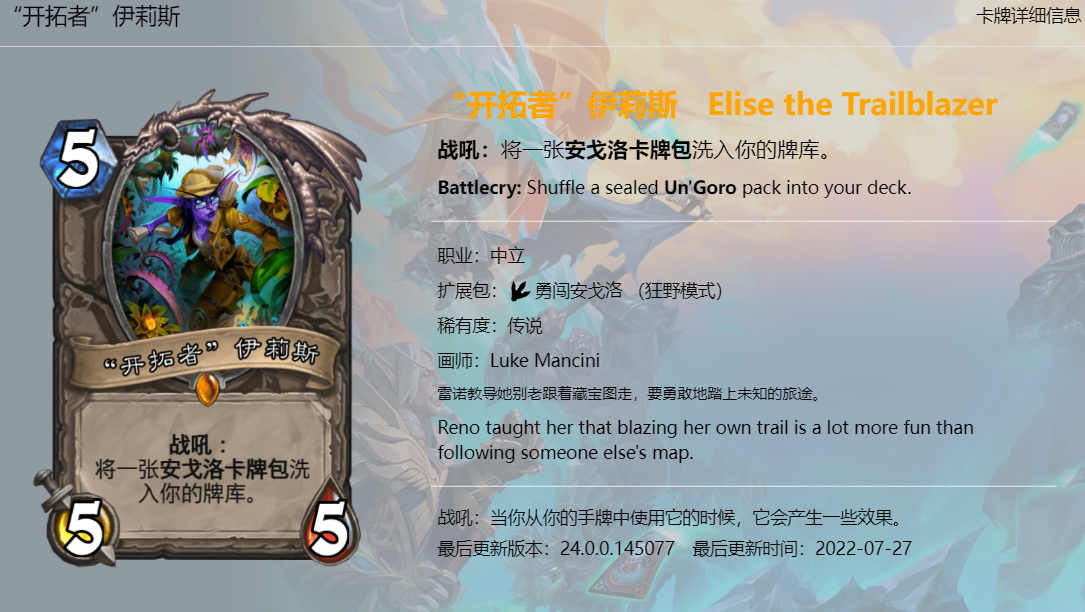 “开拓者”伊莉斯
卡牌详细信息
5
“开拓者”伊莉斯
战吼：
将一张安戈洛卡牌包洗
入你的牌库。
5
5
“开拓者”伊莉斯 Elise the Trailblazer
战吼：将一张安戈洛卡牌包洗入你的牌库。
Battlecry: Shuffle a sealed Un'Goro pack into your deck.
职业：中立
扩展包：勇闯安戈洛 （狂野模式）
稀有度：传说
画师：Luke Mancini
雷诺教导她别老跟着藏宝图走，要勇敢地踏上未知的旅途。
Reno taught her that blazing her own trail is a lot more fun than
following someone else's map.
战吼：当你从你的手牌中使用它的时候，它会产生一些效果。
最后更新版本：24.0.0.145077 最后更新时间：2022-07-27